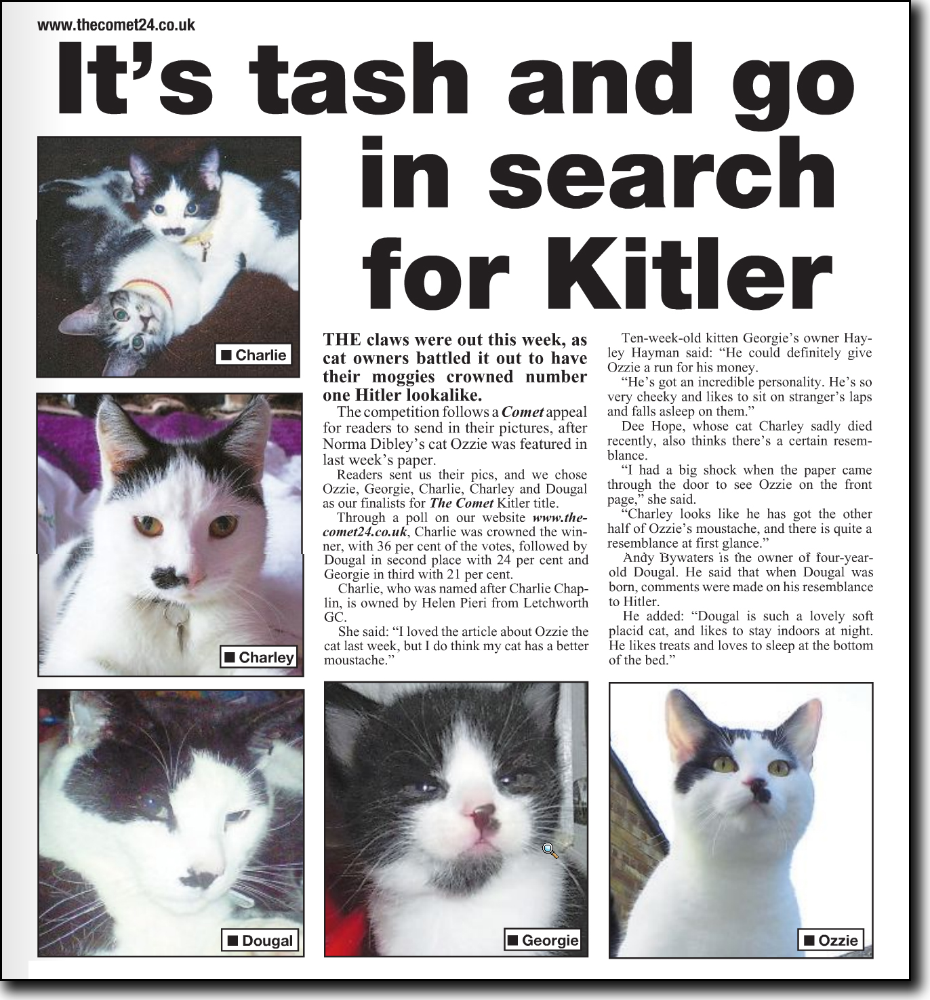 www.thecomet24.co.uk
It's tash and go
in search
for Kitler
■ Charlie
■ Charley
■ Dougal
THE claws were out this week, as
cat owners battled it out to have
their moggies crowned number
one Hitler lookalike.
The competition follows a Comet appeal
for readers to send in their pictures, after
Norma Dibley's cat Ozzie was featured in
last week's paper.
Readers sent us their pics, and we chose
Ozzie, Georgie, Charlie, Charley and Dougal
as our finalists for The Comet Kitler title.
Through a poll on our website www.the-
comet24.co.uk, Charlie was crowned the win-
ner, with 36 per cent of the votes, followed by
Dougal in second place with 24 per cent and
Georgie in third with 21 per cent.
Charlie, who was named after Charlie Chap-
lin, is owned by Helen Pieri from Letchworth
GC.
She said: “I loved the article about Ozzie the
cat last week, but I do think my cat has a better
moustache.”
Ten-week-old kitten Georgie's owner Hay-
ley Hayman said: “He could definitely give
Ozzie a run for his money.
“He's got an incredible personality. He's so
very cheeky and likes to sit on stranger's laps
and falls asleep on them.”
Dee Hope, whose cat Charley sadly died
recently, also thinks there's a certain resem-
blance.
“I had a big shock when the paper came
through the door to see Ozzie on the front
page,” she said.
“Charley looks like he has got the other
half of Ozzie's moustache, and there is quite a
resemblance at first glance.”
Andy Bywaters is the owner of four-year-
old Dougal. He said that when Dougal was
born, comments were made on his resemblance
to Hitler.
He added: “Dougal is such a lovely soft
placid cat, and likes to stay indoors at night.
He likes treats and loves to sleep at the bottom
of the bed.”
■ Georgie
■ Ozzie